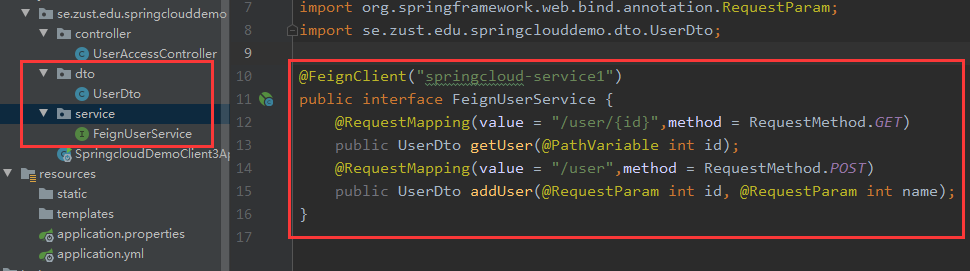 se.zust.edu.springclouddemo
controller
UserAccessController
dto
UserDto
service
FeignUserService
SpringcloudDemoClient3Ap
resources
static
templates
application.properties
application.yml
7 import org.springframework.web.bind.annotation.RequestParam;
8 import se.zust.edu.springclouddemo.dto.UserDto;
9
10 @FeignClient("springcloud-service1")
11 public interface FeignUserService {
12 @RequestMapping(value = "/user/{id}",method = RequestMethod.GET)
13 public UserDto getUser(@PathVariable int id);
14 @RequestMapping(value = "/user",method = RequestMethod.POST)
15 public UserDto addUser(@RequestParam int id, @RequestParam int name);
16 }
17